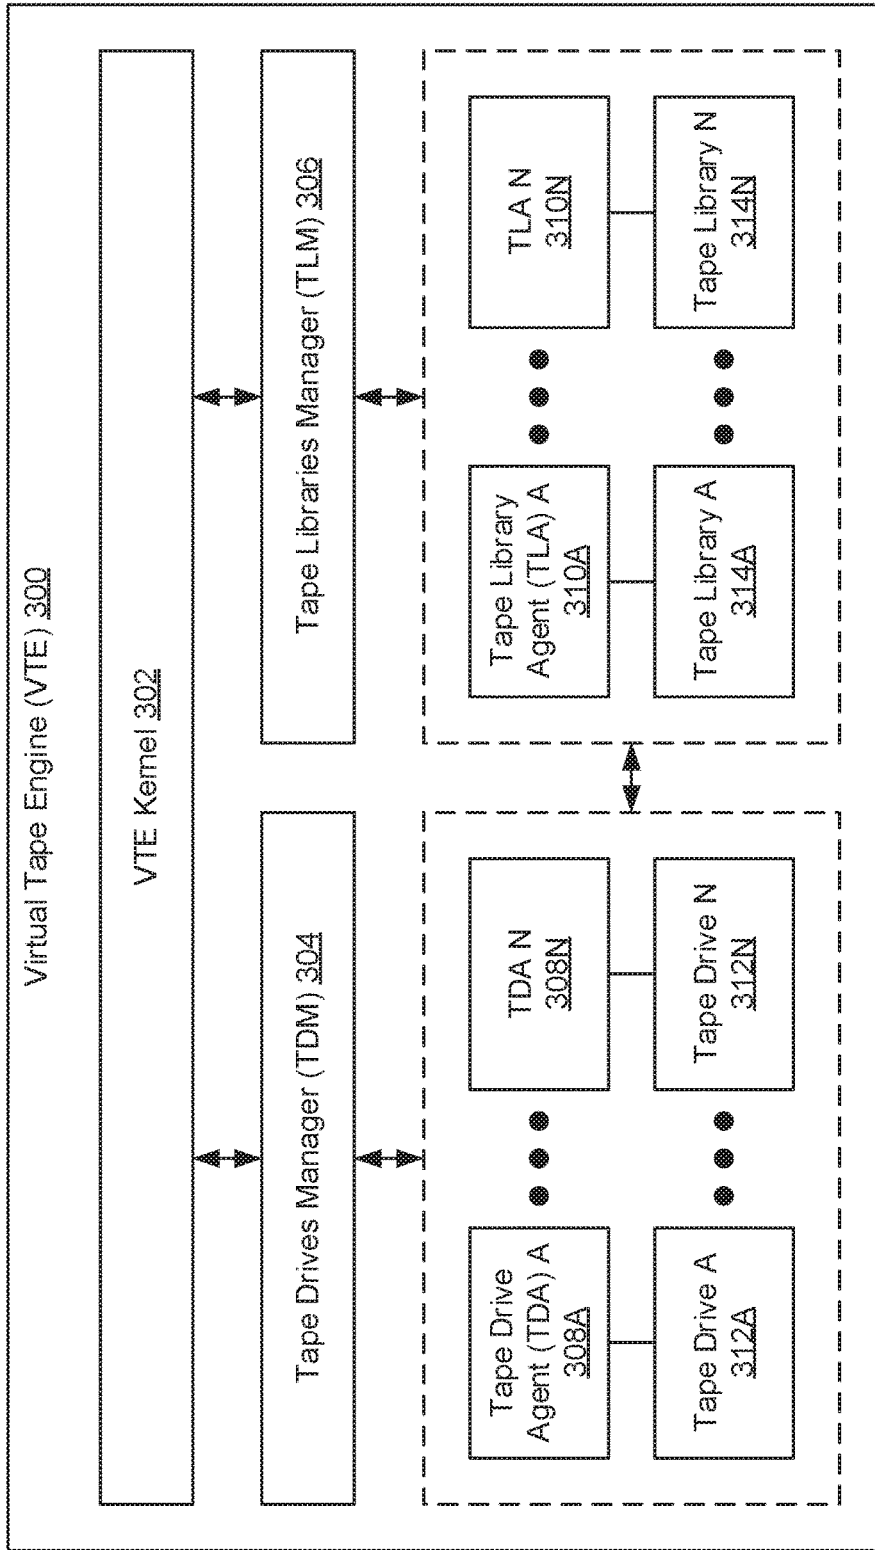 Virtual Tape Engine (VTE) 300
VTE Kernel 302
Tape Drives Manager (TDM) 304
Tape Libraries Manager (TLM) 306
Tape Drive
Agent (TDA) A
308A
TDA N
308N
Tape Drive A
312A
Tape Drive N
312N
Tape Library
Agent (TLA) A
310A
TLA N
310N
Tape Library A
314A
Tape Library N
314N